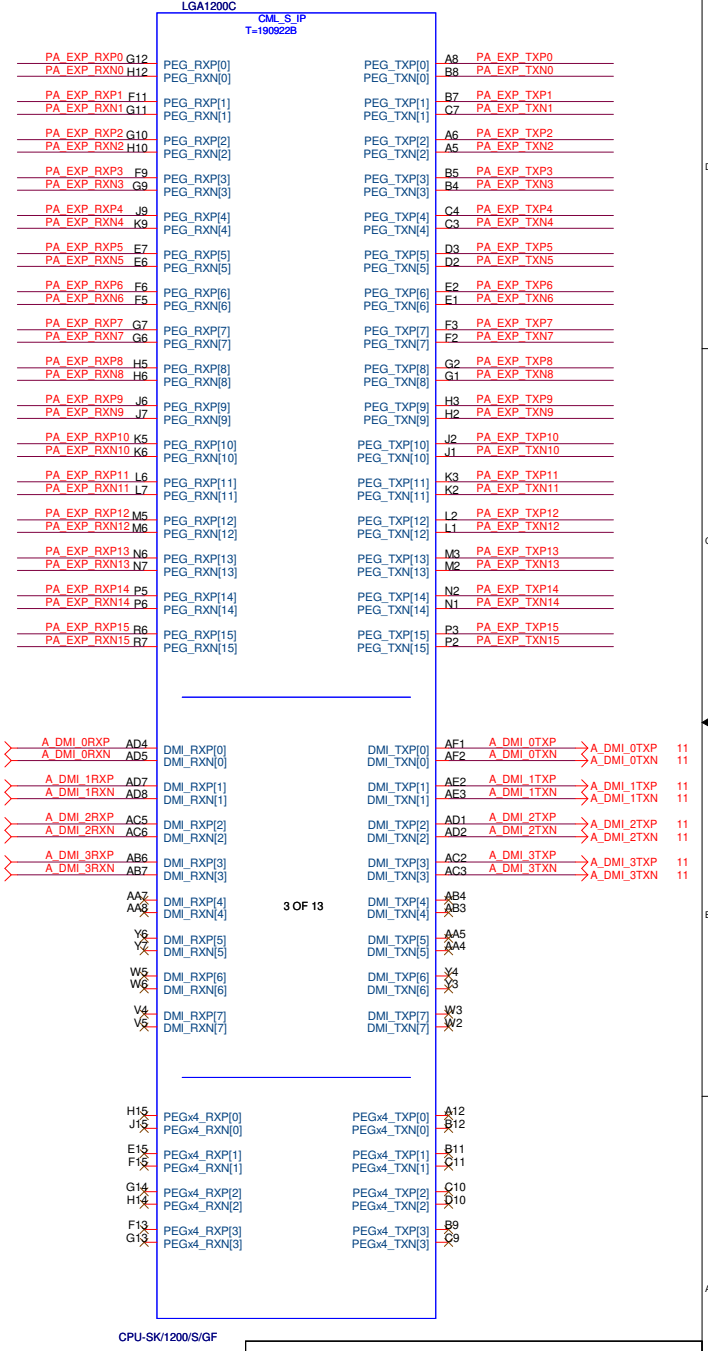 LGA1200C
CML_S_IP
T=190922B
PA_EXP_RXP0 G12 PEG_RXP[0] PEG_TXP[0] A8 PA_EXP_TXP0
PA_EXP_RXN0 H12 PEG_RXN[0] PEG_TXN[0] B8 PA_EXP_TXN0
PA_EXP_RXP1 F11 PEG_RXP[1] PEG_TXP[1] B7 PA_EXP_TXP1
PA_EXP_RXN1 G11 PEG_RXN[1] PEG_TXN[1] C7 PA_EXP_TXN1
PA_EXP_RXP2 G10 PEG_RXP[2] PEG_TXP[2] A6 PA_EXP_TXP2
PA_EXP_RXN2 H10 PEG_RXN[2] PEG_TXN[2] A5 PA_EXP_TXN2
D
PA_EXP_RXP3 F9 PEG_RXP[3] PEG_TXP[3] B5 PA_EXP_TXP3
PA_EXP_RXN3 G9 PEG_RXN[3] PEG_TXN[3] B4 PA_EXP_TXN3
PA_EXP_RXP4 J9 PEG_RXP[4] PEG_TXP[4] C4 PA_EXP_TXP4
PA_EXP_RXN4 K9 PEG_RXN[4] PEG_TXN[4] C3 PA_EXP_TXN4
PA_EXP_RXP5 E7 PEG_RXP[5] PEG_TXP[5] D3 PA_EXP_TXP5
PA_EXP_RXN5 E6 PEG_RXN[5] PEG_TXN[5] D2 PA_EXP_TXN5
PA_EXP_RXP6 F6 PEG_RXP[6] PEG_TXP[6] E2 PA_EXP_TXP6
PA_EXP_RXN6 F5 PEG_RXN[6] PEG_TXN[6] E1 PA_EXP_TXN6
PA_EXP_RXP7 G7 PEG_RXP[7] PEG_TXP[7] F3 PA_EXP_TXP7
PA_EXP_RXN7 G6 PEG_RXN[7] PEG_TXN[7] F2 PA_EXP_TXN7
PA_EXP_RXP8 H5 PEG_RXP[8] PEG_TXP[8] G2 PA_EXP_TXP8
PA_EXP_RXN8 H6 PEG_RXN[8] PEG_TXN[8] G1 PA_EXP_TXN8
PA_EXP_RXP9 J6 PEG_RXP[9] PEG_TXP[9] H3 PA_EXP_TXP9
PA_EXP_RXN9 J7 PEG_RXN[9] PEG_TXN[9] H2 PA_EXP_TXN9
PA_EXP_RXP10 K5 PEG_RXP[10] PEG_TXP[10] J2 PA_EXP_TXP10
PA_EXP_RXN10 K6 PEG_RXN[10] PEG_TXN[10] J1 PA_EXP_TXN10
PA_EXP_RXP11 L6 PEG_RXP[11] PEG_TXP[11] K3 PA_EXP_TXP11
PA_EXP_RXN11 L7 PEG_RXN[11] PEG_TXN[11] K2 PA_EXP_TXN11
PA_EXP_RXP12 M5 PEG_RXP[12] PEG_TXP[12] L2 PA_EXP_TXP12
PA_EXP_RXN12 M6 PEG_RXN[12] PEG_TXN[12] L1 PA_EXP_TXN12
C
PA_EXP_RXP13 N6 PEG_RXP[13] PEG_TXP[13] M3 PA_EXP_TXP13
PA_EXP_RXN13 N7 PEG_RXN[13] PEG_TXN[13] M2 PA_EXP_TXN13
PA_EXP_RXP14 P5 PEG_RXP[14] PEG_TXP[14] N2 PA_EXP_TXP14
PA_EXP_RXN14 P6 PEG_RXN[14] PEG_TXN[14] N1 PA_EXP_TXN14
PA_EXP_RXP15 R6 PEG_RXP[15] PEG_TXP[15] P3 PA_EXP_TXP15
PA_EXP_RXN15 R7 PEG_RXN[15] PEG_TXN[15] P2 PA_EXP_TXN15
A_DMI_0RXP AD4 DMI_RXP[0] DMI_TXP[0] AF1 A_DMI_0TXP A_DMI_0TXP 11
A_DMI_0RXN AD5 DMI_RXN[0] DMI_TXN[0] AF2 A_DMI_0TXN A_DMI_0TXN 11
A_DMI_1RXP AD7 DMI_RXP[1] DMI_TXP[1] AE2 A_DMI_1TXP A_DMI_1TXP 11
A_DMI_1RXN AD8 DMI_RXN[1] DMI_TXN[1] AE3 A_DMI_1TXN A_DMI_1TXN 11
A_DMI_2RXP AC5 DMI_RXP[2] DMI_TXP[2] AD1 A_DMI_2TXP A_DMI_2TXP 11
A_DMI_2RXN AC6 DMI_RXN[2] DMI_TXN[2] AD2 A_DMI_2TXN A_DMI_2TXN 11
A_DMI_3RXP AB6 DMI_RXP[3] DMI_TXP[3] AC2 A_DMI_3TXP A_DMI_3TXP 11
A_DMI_3RXN AB7 DMI_RXN[3] DMI_TXN[3] AC3 A_DMI_3TXN A_DMI_3TXN 11
AA7 DMI_RXP[4] DMI_TXP[4] AB4
3 OF 13
AA8 DMI_RXN[4] DMI_TXN[4] AB3
B
Y6 DMI_RXP[5] DMI_TXP[5] AA5
Y7 DMI_RXN[5] DMI_TXN[5] AA4
W5 DMI_RXP[6] DMI_TXP[6] Y4
W6 DMI_RXN[6] DMI_TXN[6] Y3
V4 DMI_RXP[7] DMI_TXP[7] W3
V5 DMI_RXN[7] DMI_TXN[7] W2
H15 PEGx4_RXP[0] PEGx4_TXP[0] A12
J15 PEGx4_RXN[0] PEGx4_TXN[0] B12
E15 PEGx4_RXP[1] PEGx4_TXP[1] B11
F15 PEGx4_RXN[1] PEGx4_TXN[1] C11
G14 PEGx4_RXP[2] PEGx4_TXP[2] C10
H14 PEGx4_RXN[2] PEGx4_TXN[2] D10
F13 PEGx4_RXP[3] PEGx4_TXP[3] B9
G13 PEGx4_RXN[3] PEGx4_TXN[3] C9
A
CPU-SK/1200/S/GF